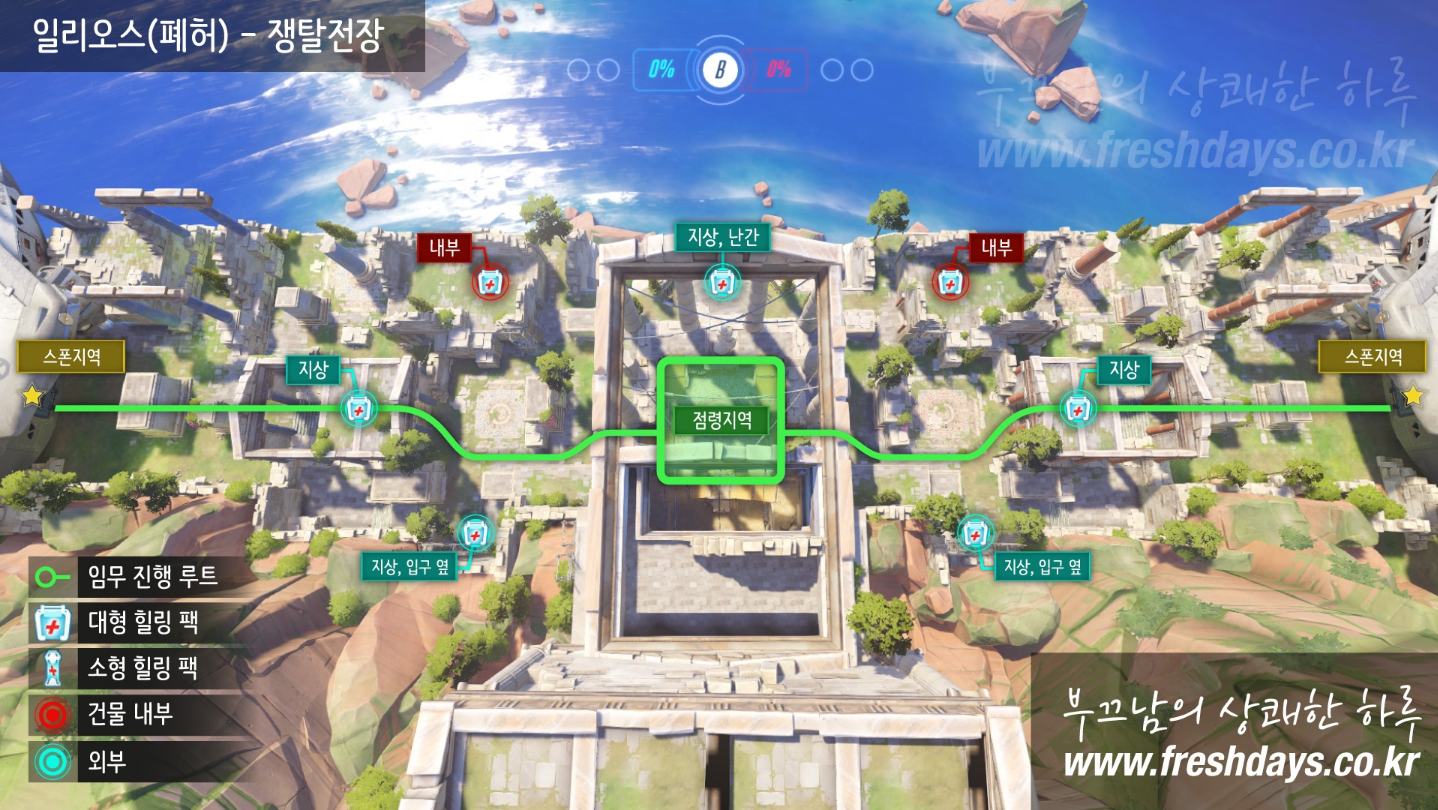 일리오스(폐허) - 쟁탈전장
0% B 0%
부끄남의 상쾌한 하루
www.freshdays.co.kr
지상, 난간
내부
내부
스폰지역
스폰지역
지상
지상
점령지역
지상, 입구 옆
지상, 입구 옆
임무 진행 루트
대형 힐링 팩
소형 힐링 팩
건물 내부
외부
부끄남의 상쾌한 하루
www.freshdays.co.kr